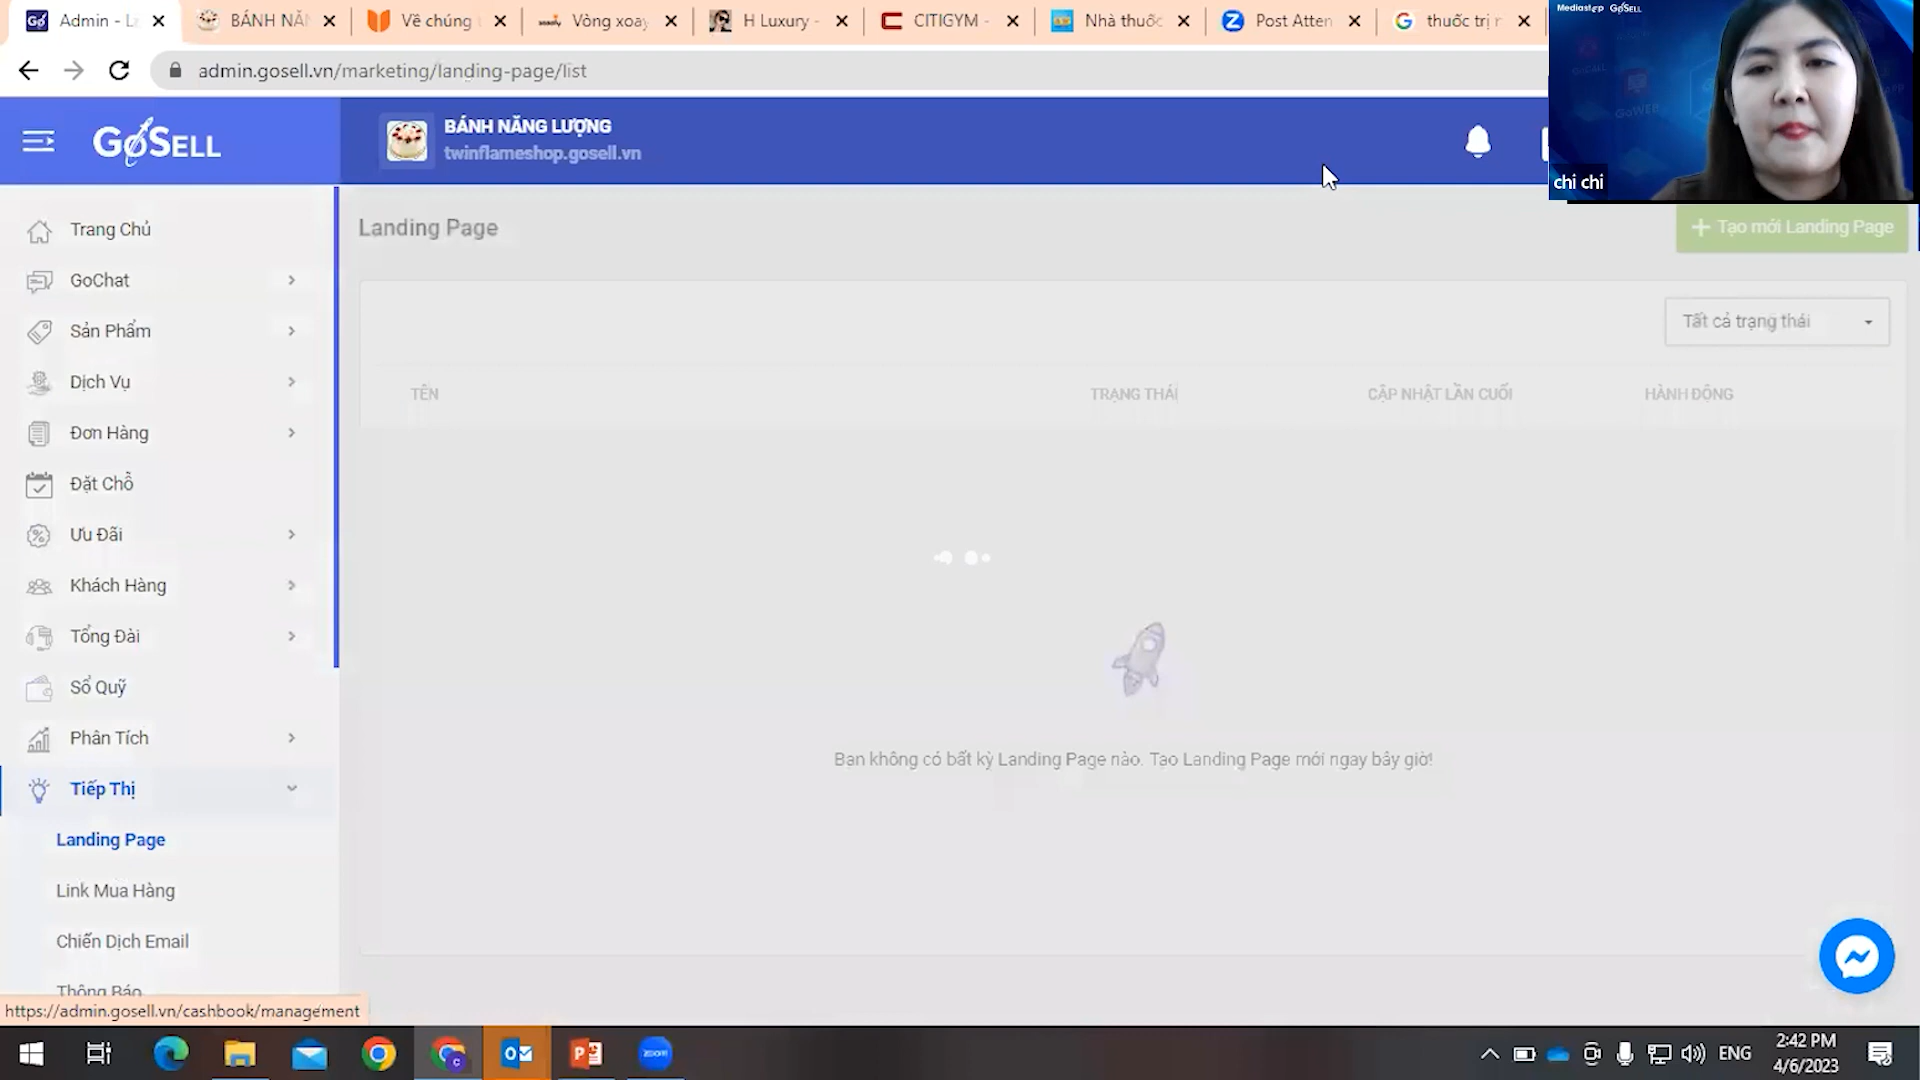 Admin - L
BÁNH NĂN
Về chúng t
Vòng xoay
H Luxury -
CITIGYM -
Nhà thuốc
Post Atten
thuốc trị r
admin.gosell.vn/marketing/landing-page/list
Mediastep GoSELL
chi chi
GoSELL
BÁNH NĂNG LƯỢNG
twinflameshop.gosell.vn
Trang Chủ
GoChat
Sản Phẩm
Dịch Vụ
Đơn Hàng
Đặt Chỗ
Ưu Đãi
Khách Hàng
Tổng Đài
Sổ Quỹ
Phân Tích
Tiếp Thị
Landing Page
Link Mua Hàng
Chiến Dịch Email
Thông Báo
Landing Page
Tạo mới Landing Page
Tất cả trạng thái
TÊN
TRẠNG THÁI
CẬP NHẬT LẦN CUỐI
HÀNH ĐỘNG
Bạn không có bất kỳ Landing Page nào. Tạo Landing Page mới ngay bây giờ!
https://admin.gosell.vn/cashbook/management
zoom
ENG
2:42 PM
4/6/2023